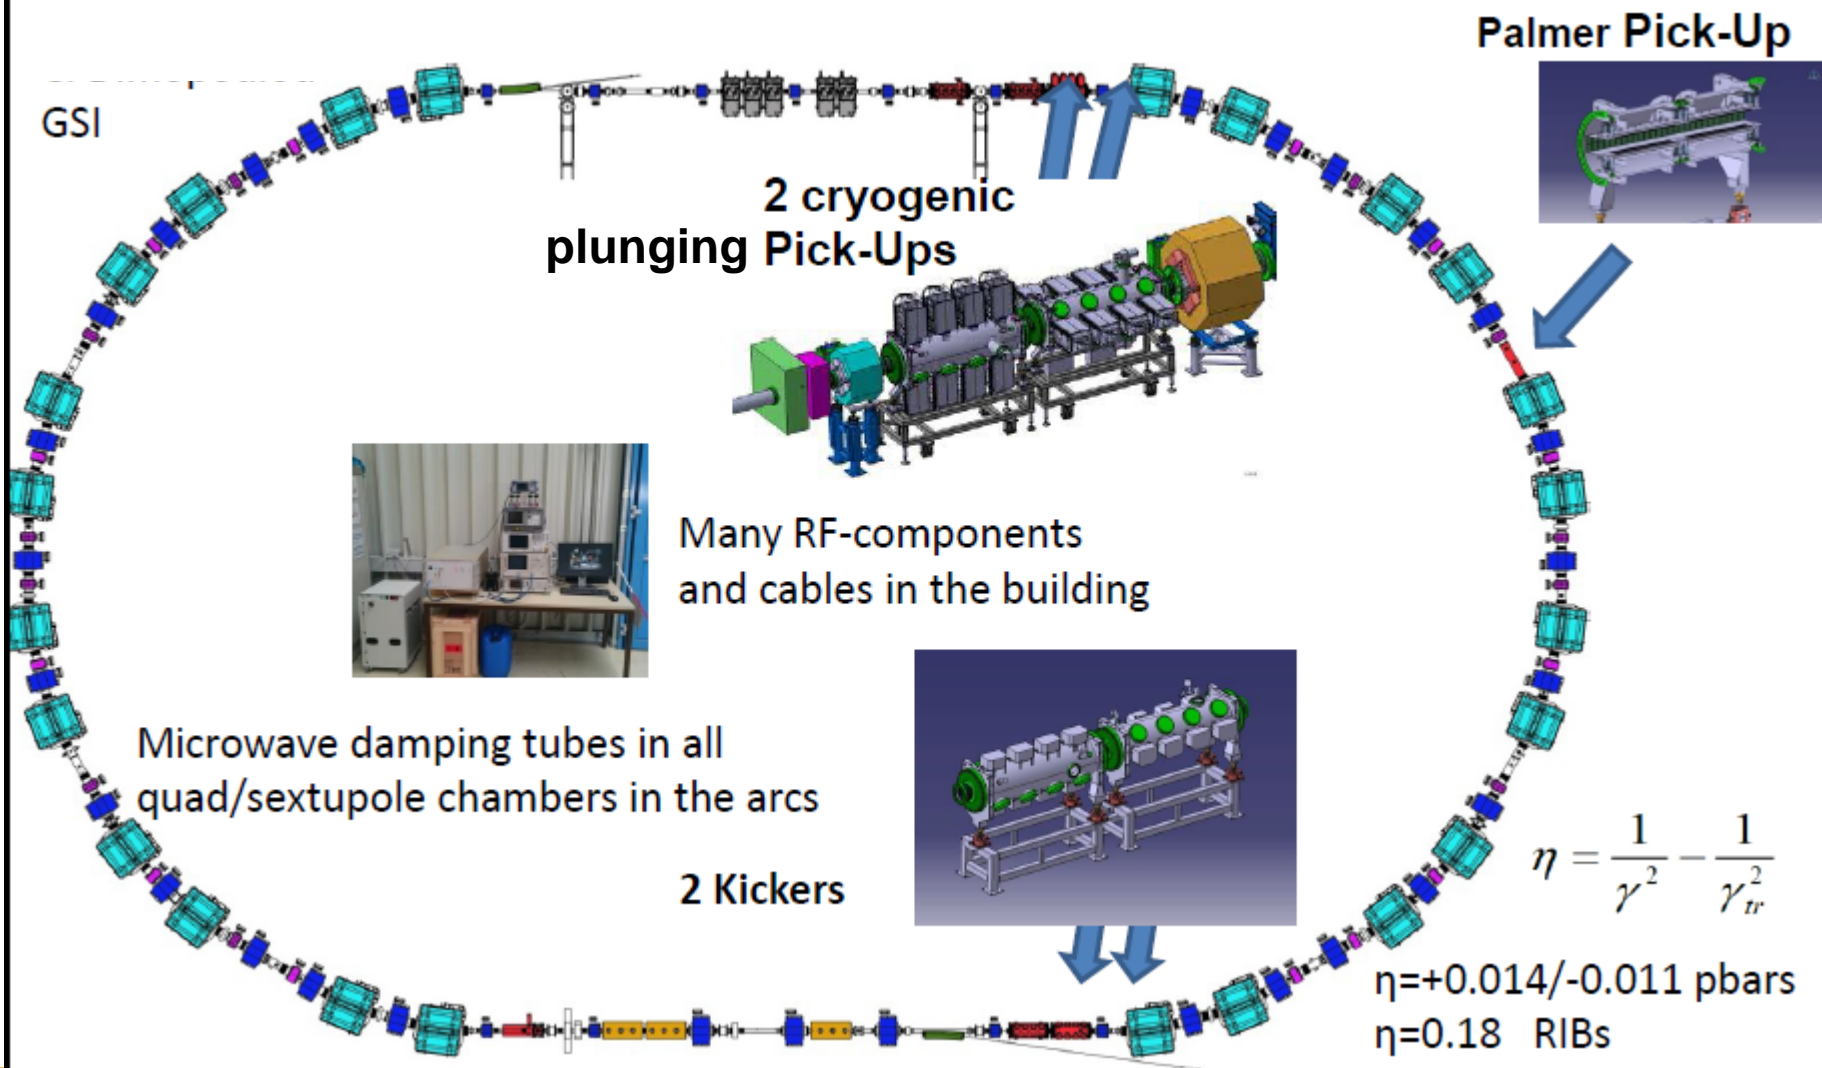 Palmer Pick-Up
GSI
2 cryogenic
plunging Pick-Ups
Many RF-components
and cables in the building
Microwave damping tubes in all
quad/sextupole chambers in the arcs
2 Kickers
η = 1/γ² − 1/γ²tr
η=+0.014/-0.011 pbars
η=0.18 RIBs